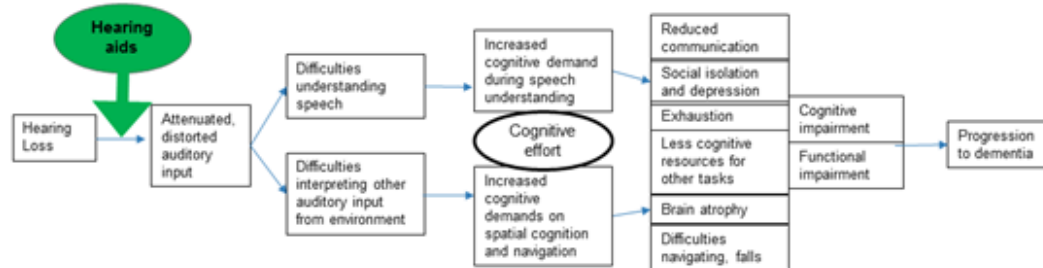 Hearing
aids
Hearing
Loss
Attenuated,
distorted
auditory
input
Difficulties
understanding
speech
Difficulties
interpreting other
auditory input
from environment
Increased
cognitive demand
during speech
understanding
Cognitive
effort
Increased
cognitive
demands on
spatial cognition
and navigation
Reduced
communication
Social isolation
and depression
Exhaustion
Less cognitive
resources for
other tasks
Brain atrophy
Difficulties
navigating, falls
Cognitive
impairment
Functional
impairment
Progression
to dementia